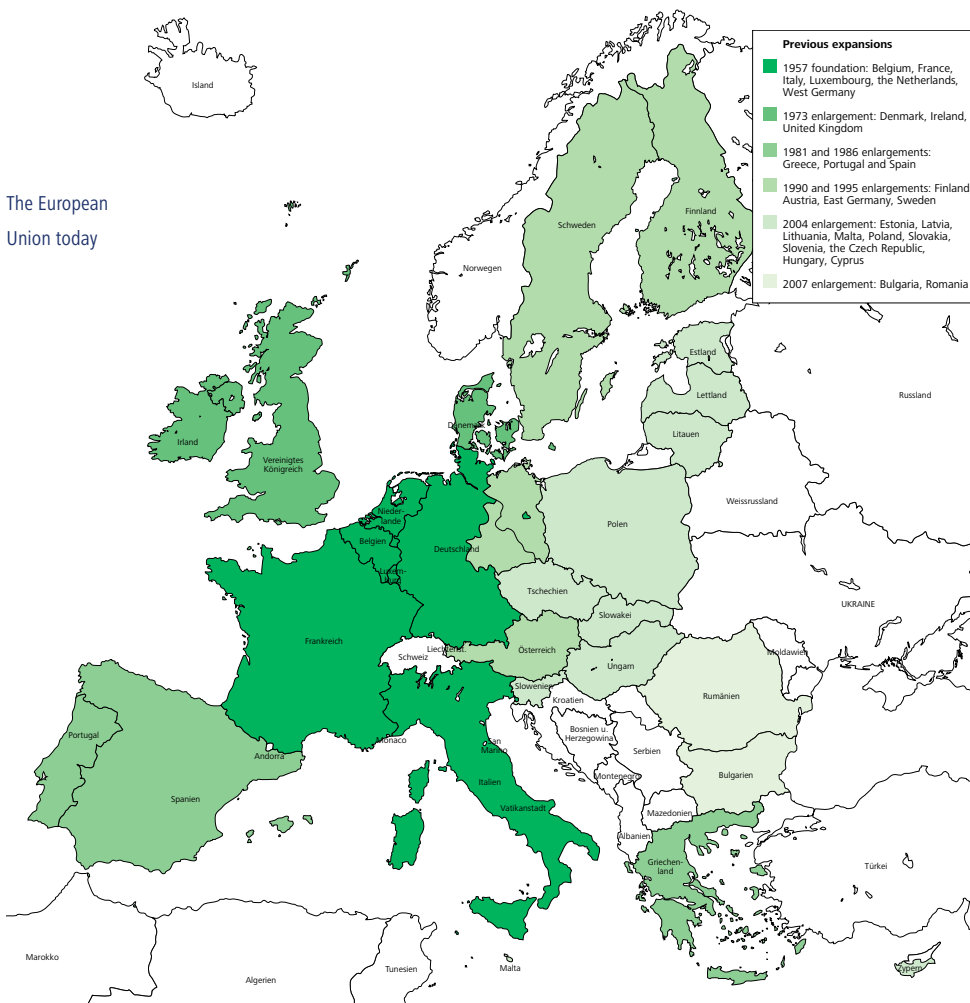 The European
Union today
Previous expansions
1957 foundation: Belgium, France,
Italy, Luxembourg, the Netherlands,
West Germany
1973 enlargement: Denmark, Ireland,
United Kingdom
1981 and 1986 enlargements:
Greece, Portugal and Spain
1990 and 1995 enlargements: Finland
Austria, East Germany, Sweden
2004 enlargement: Estonia, Latvia,
Lithuania, Malta, Poland, Slovakia,
Slovenia, the Czech Republic,
Hungary, Cyprus
2007 enlargement: Bulgaria, Romania
Island
Finnland
Schweden
Norwegen
Estland
Lettland
Russland
Litauen
Irland
Vereinigtes
Königreich
Weissrussland
Nieder-
lande
Polen
Belgien
Deutschland
Luxem-
burg
Tschechien
UKRAINE
Slowakei
Frankreich
Liechtenst.
Österreich
Schweiz
Moldawien
Ungarn
Slowenien
Rumänien
Kroatien
Portugal
Monaco
San
Marino
Bosnien u.
Herzegowina
Serbien
Andorra
Montenegro
Bulgarien
Italien
Spanien
Vatikanstadt
Mazedonien
Albanien
Griechen-
land
Türkei
Marokko
Algerien
Tunesien
Malta
Zypern